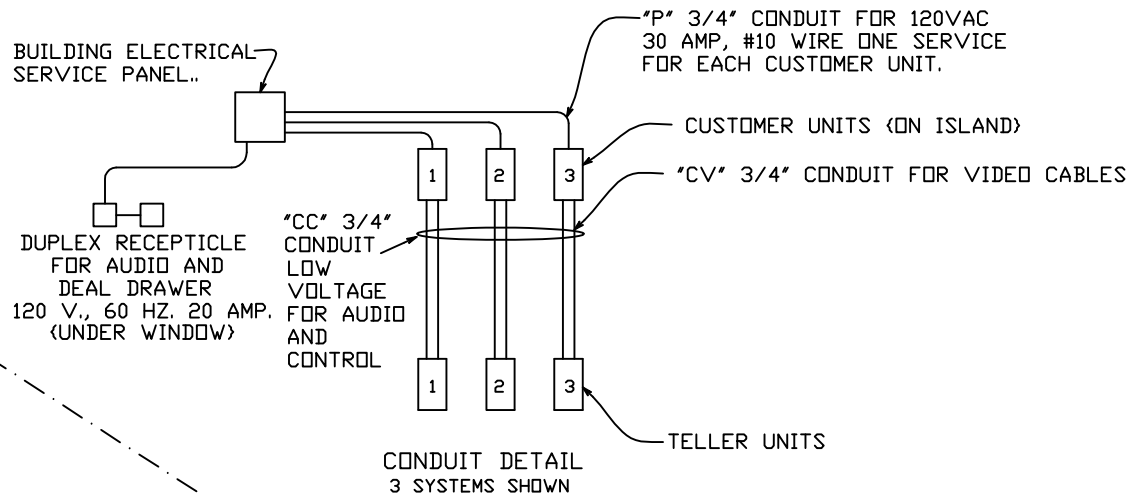 BUILDING ELECTRICAL
SERVICE PANEL..
"P" 3/4" CONDUIT FOR 120VAC
30 AMP, #10 WIRE ONE SERVICE
FOR EACH CUSTOMER UNIT.
CUSTOMER UNITS (ON ISLAND)
"CV" 3/4" CONDUIT FOR VIDEO CABLES
1
2
3
DUPLEX RECEPTICLE
FOR AUDIO AND
DEAL DRAWER
120 V., 60 HZ. 20 AMP.
(UNDER WINDOW)
"CC" 3/4"
CONDUIT
LOW
VOLTAGE
FOR AUDIO
AND
CONTROL
1
2
3
TELLER UNITS
CONDUIT DETAIL
3 SYSTEMS SHOWN